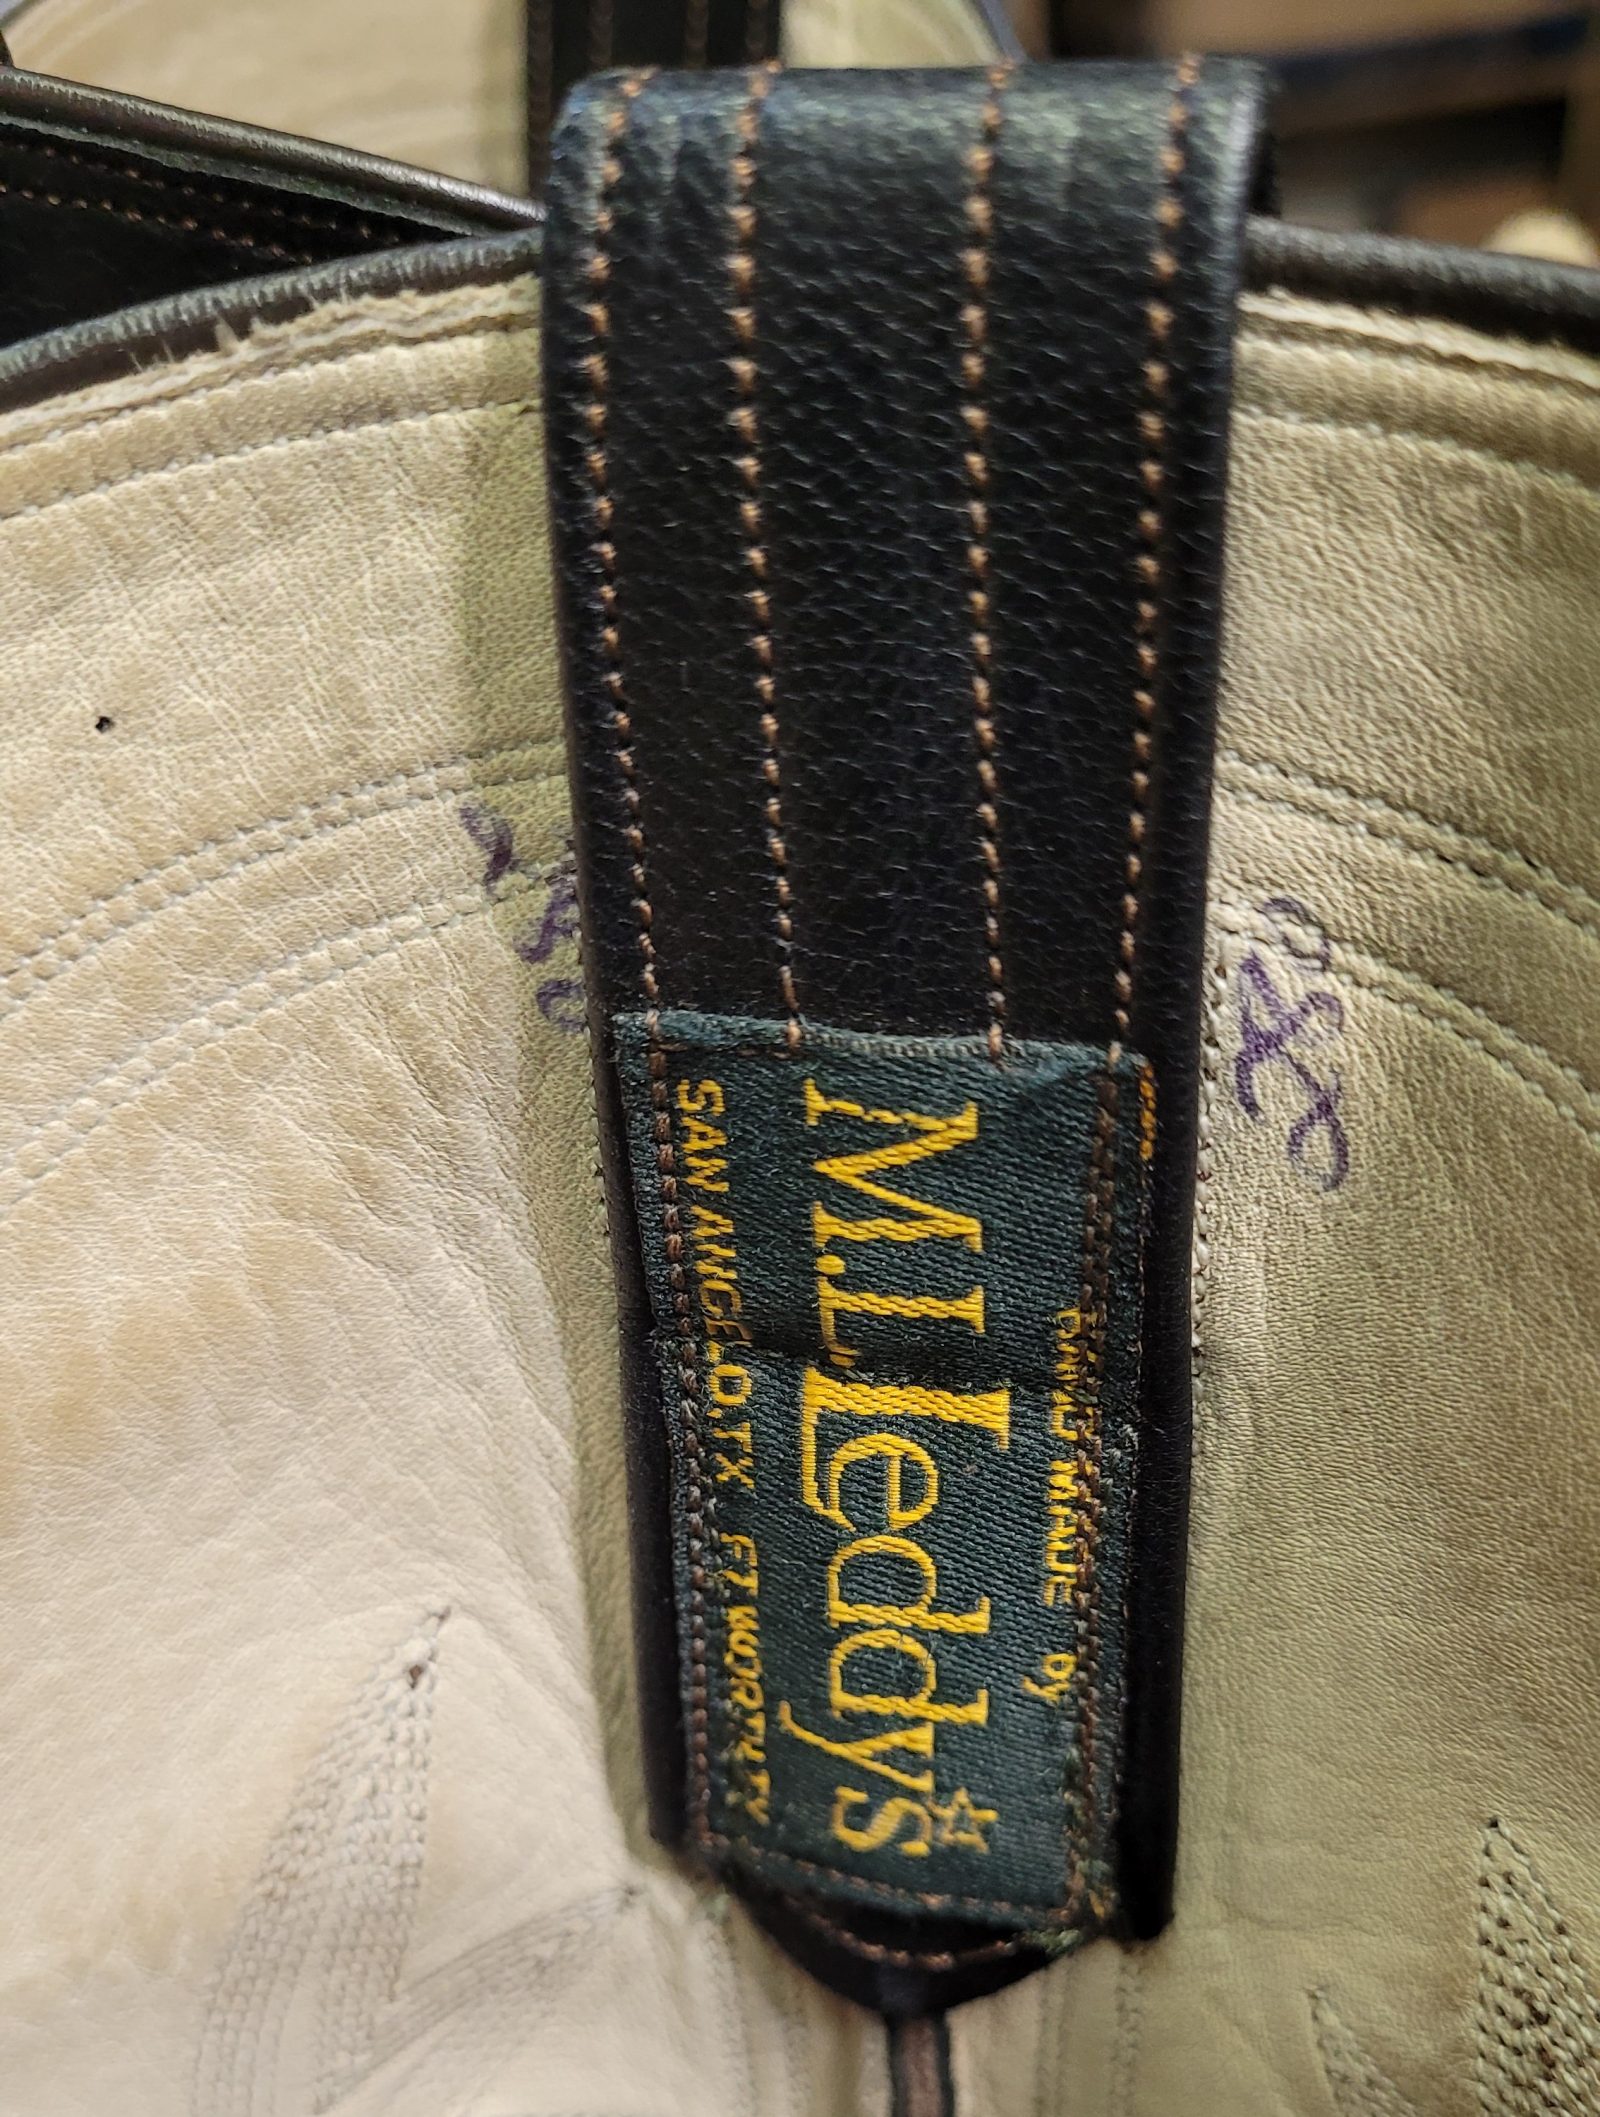 HAND MADE by
M.L. Leddy's
SAN ANGELO, TX FT. WORTH, TX